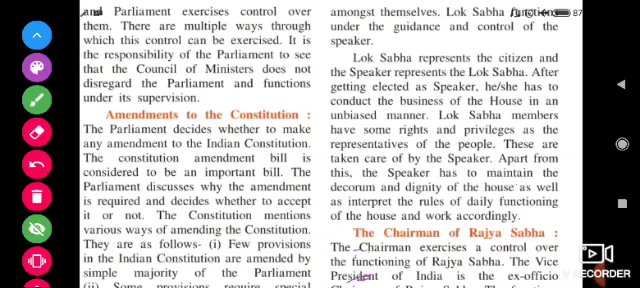 and Parliament exercises control over
them. There are multiple ways through
which this control can be exercised. It is
the responsibility of the Parliament to see
that the Council of Ministers does not
disregard the Parliament and functions
under its supervision.
Amendments to the Constitution :
The Parliament decides whether to make
any amendment to the Indian Constitution.
The constitution amendment bill is
considered to be an important bill. The
Parliament discusses why the amendment
is required and decides whether to accept
it or not. The Constitution mentions
various ways of amending the Constitution.
They are as follows- (i) Few provisions
in the Indian Constitution are amended by
simple majority of the Parliament
(ii) Some provisions require special
amongst themselves. Lok Sabha functions
under the guidance and control of the
speaker.
Lok Sabha represents the citizen and
the Speaker represents the Lok Sabha. After
getting elected as Speaker, he/she has to
conduct the business of the House in an
unbiased manner. Lok Sabha members
have some rights and privileges as the
representatives of the people. These are
taken care of by the Speaker. Apart from
this, the Speaker has to maintain the
decorum and dignity of the house as well
as interpret the rules of daily functioning
of the house and work accordingly.
The Chairman of Rajya Sabha :
The Chairman exercises a control over
the functioning of Rajya Sabha. The Vice
President of India is the ex-officio
87
V RECORDER